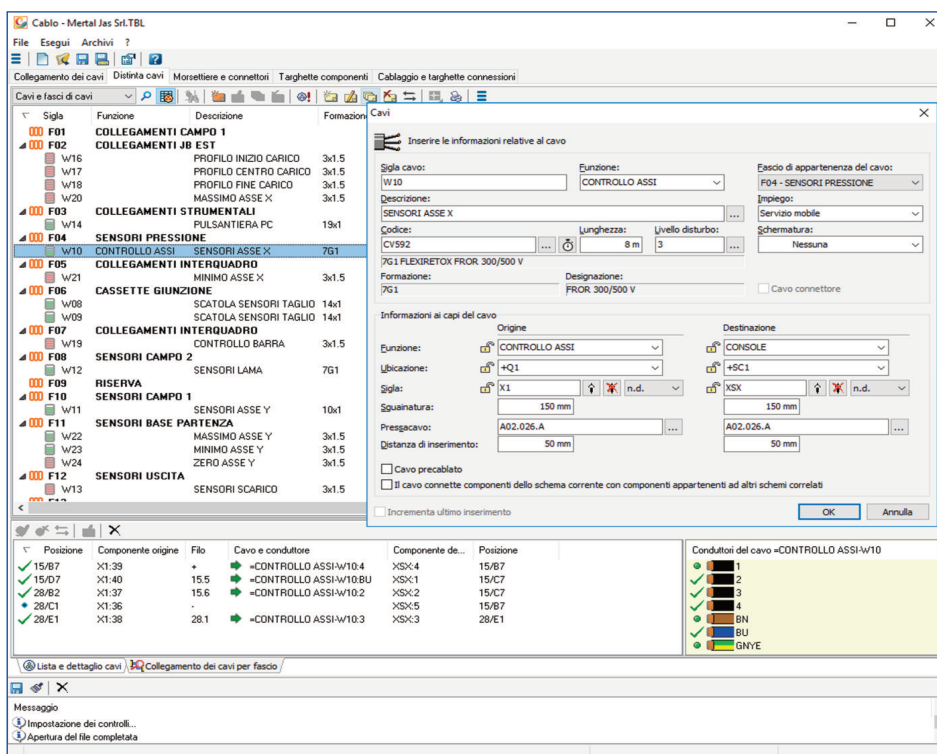 Cablo - Mertal Jas Srl.TBL
File Esegui Archivi ?
Collegamento dei cavi Distinta cavi Morsettiere e connettori Targhette componenti Cablaggio e targhette connessioni
Cavi e fasci di cavi
Sigla Funzione Descrizione Formazion
F01 COLLEGAMENTI CAMPO 1
F02 COLLEGAMENTI JB EST
W16 PROFILO INIZIO CARICO 3x1.5
W17 PROFILO CENTRO CARICO 3x1.5
W18 PROFILO FINE CARICO 3x1.5
W20 MASSIMO ASSE X 3x1.5
F03 COLLEGAMENTI STRUMENTALI
W14 PULSANTIERA PC 19x1
F04 SENSORI PRESSIONE
W10 CONTROLLO ASSI SENSORI ASSE X 7G1
F05 COLLEGAMENTI INTERQUADRO
W21 MINIMO ASSE X 3x1.5
F06 CASSETTE GIUNZIONE
W08 SCATOLA SENSORI TAGLIO 14x1
W09 SCATOLA SENSORI TAGLIO 14x1
F07 COLLEGAMENTI INTERQUADRO
W19 CONTROLLO BARRA 3x1.5
F08 SENSORI CAMPO 2
W12 SENSORI LAMA 7G1
F09 RISERVA
F10 SENSORI CAMPO 1
W11 SENSORI ASSE Y 10x1
F11 SENSORI BASE PARTENZA
W22 MASSIMO ASSE Y 3x1.5
W23 MINIMO ASSE Y 3x1.5
W24 ZERO ASSE Y 3x1.5
F12 SENSORI USCITA
W13 SENSORI SCARICO 3x1.5
Cavi
Inserire le informazioni relative al cavo
Sigla cavo: Funzione: Fascio di appartenenza del cavo:
W10 CONTROLLO ASSI F04 - SENSORI PRESSIONE
Descrizione: Impiego:
SENSORI ASSE X ... Servizio mobile
Codice: Lunghezza: Livello disturbo: Schermatura:
CV592 ... 8 m 3 ... Nessuna
7G1 FLEXIRETOX FROR 300/500 V
Formazione: Designazione:
7G1 FROR 300/500 V Cavo connettore
Informazioni ai capi del cavo
Origine Destinazione
Funzione: CONTROLLO ASSI CONSOLE
Ubicazione: +Q1 +SC1
Sigla: X1 n.d. XSX n.d.
Sguainatura: 150 mm 150 mm
Pressacavo: A02.026.A ... A02.026.A ...
Distanza di inserimento: 50 mm 50 mm
Cavo precablato
Il cavo connette componenti dello schema corrente con componenti appartenenti ad altri schemi correlati
Incrementa ultimo inserimento OK Annulla
Posizione Componente origine Filo Cavo e conduttore Componente de... Posizione
15/B7 X1:39 + =CONTROLLO ASSI-W10:4 XSX:4 15/B7
15/D7 X1:40 15.5 =CONTROLLO ASSI-W10:BU XSX:1 15/C7
28/B2 X1:37 15.6 =CONTROLLO ASSI-W10:2 XSX:2 15/C7
28/C1 X1:36 - XSX:5 15/B7
28/E1 X1:38 28.1 =CONTROLLO ASSI-W10:3 XSX:3 28/E1
Conduttori del cavo =CONTROLLO ASSI-W10
1
2
3
4
BN
BU
GNYE
Lista e dettaglio cavi Collegamento dei cavi per fascio
Messaggio
Impostazione dei controlli...
Apertura del file completata